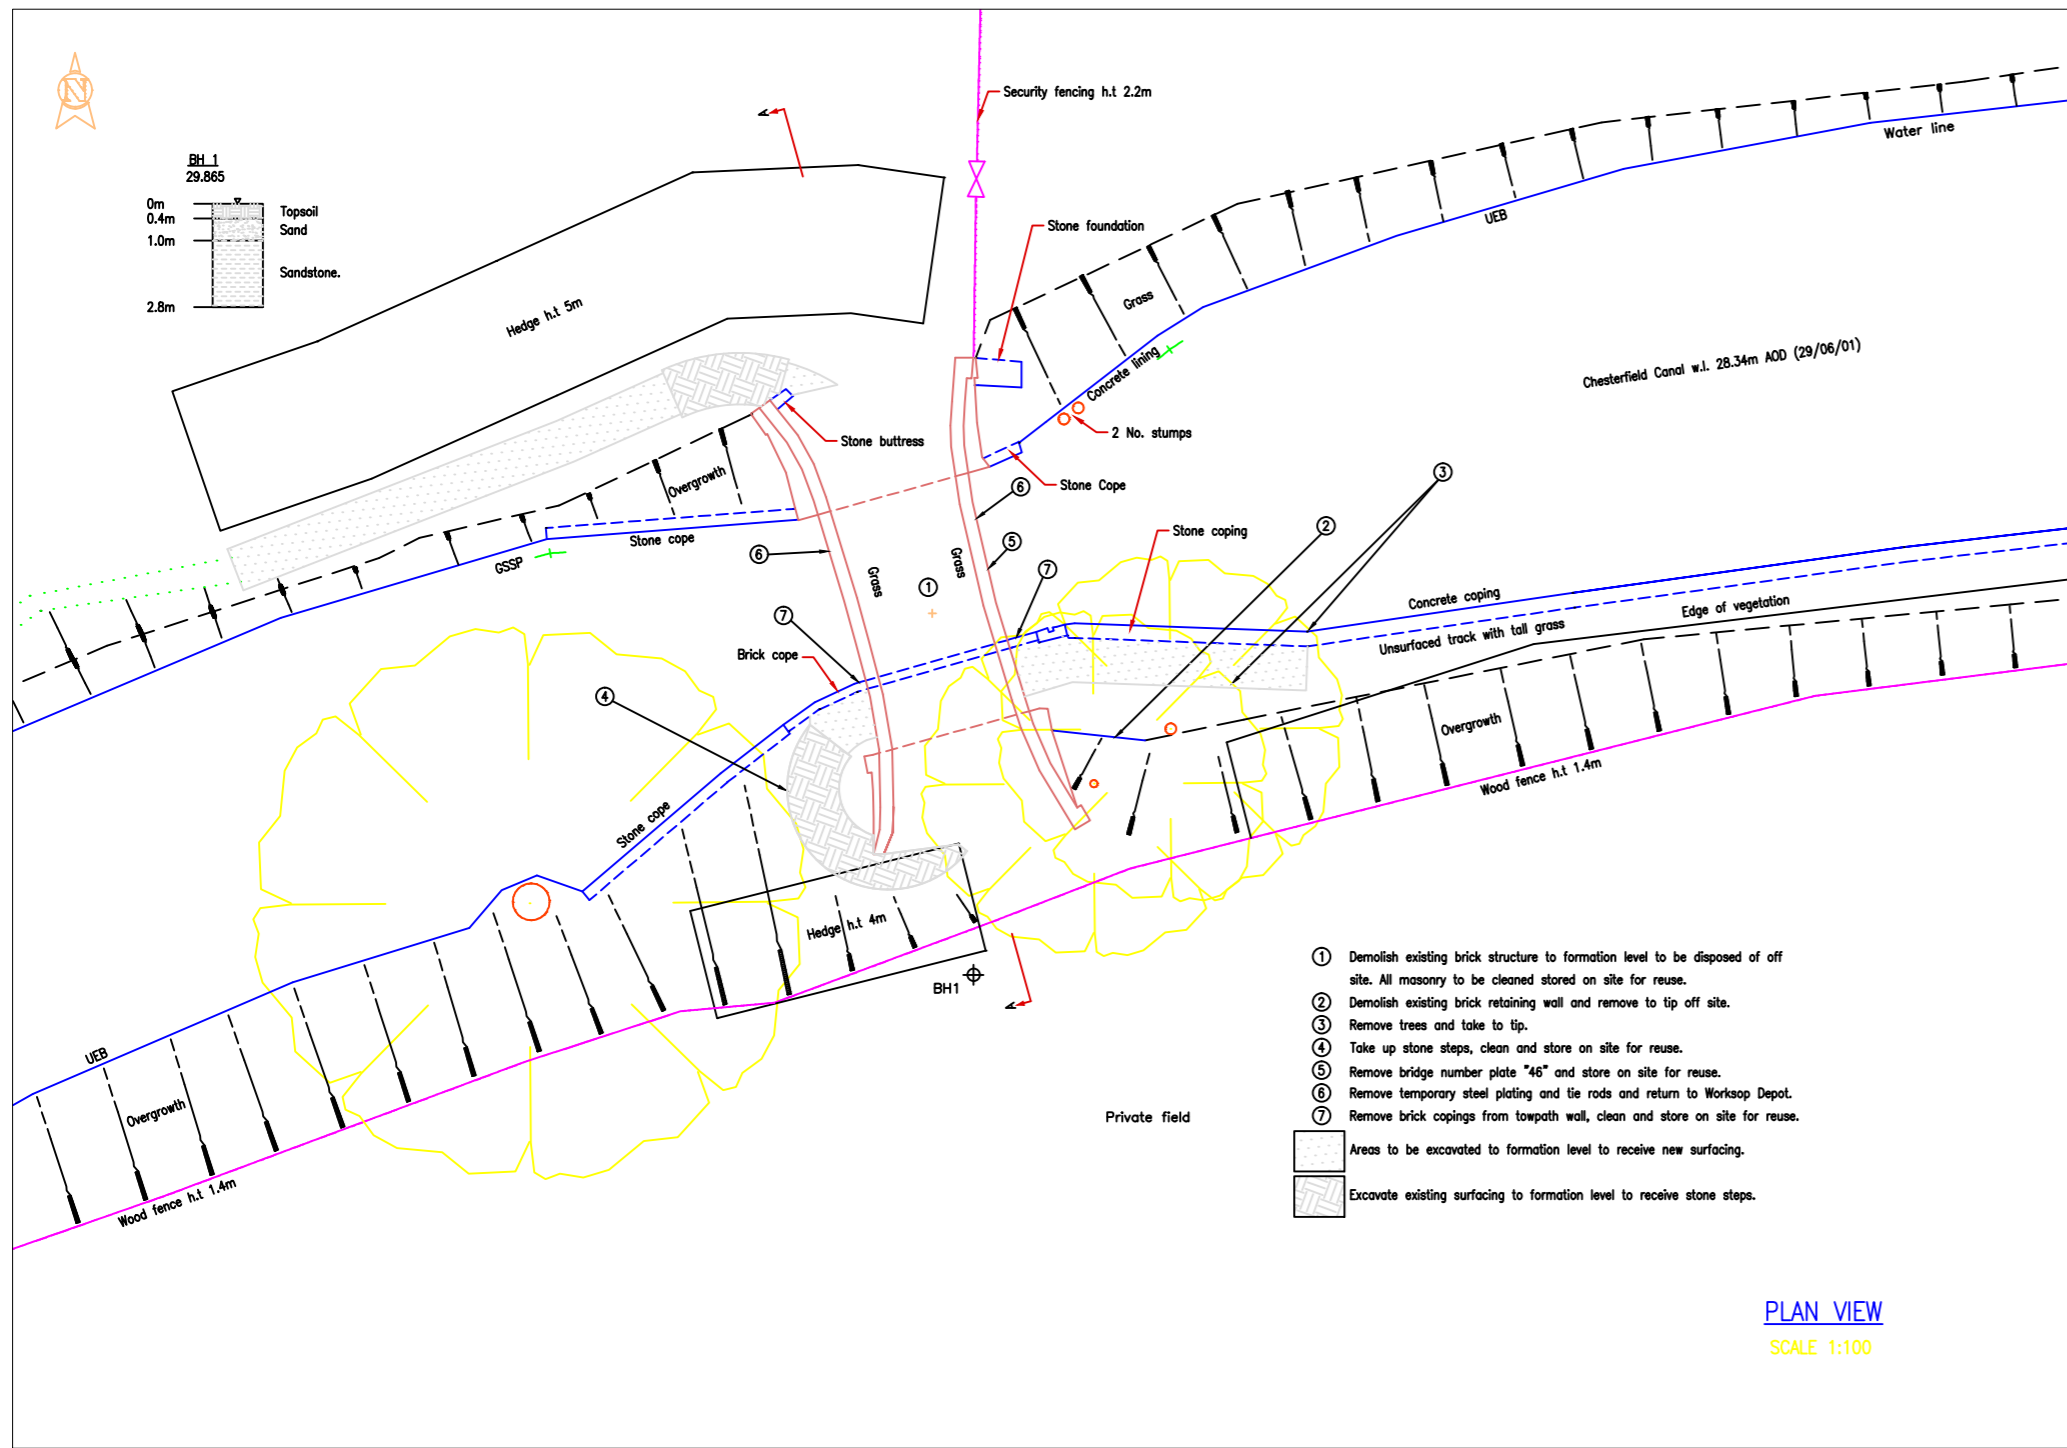 N
BH 1
29.865
0m
0.4m
1.0m
2.8m
Topsoil
Sand
Sandstone.
A
Security fencing h.t 2.2m
Water line
UEB
Stone foundation
Grass
Hedge h.t 5m
Concrete lining
Chesterfield Canal w.l. 28.34m AOD (29/06/01)
Stone buttress
2 No. stumps
Overgrowth
Stone Cope
6
3
2
Stone coping
Stone cope
GSSP
6
Grass
Grass
5
1
7
7
Concrete coping
Edge of vegetation
Unsurfaced track with tall grass
Brick cope
4
Overgrowth
Wood fence h.t 1.4m
Stone cope
Hedge h.t 4m
BH1
A
UEB
Overgrowth
Wood fence h.t 1.4m
Private field
1 Demolish existing brick structure to formation level to be disposed of off
site. All masonry to be cleaned stored on site for reuse.
2 Demolish existing brick retaining wall and remove to tip off site.
3 Remove trees and take to tip.
4 Take up stone steps, clean and store on site for reuse.
5 Remove bridge number plate "46" and store on site for reuse.
6 Remove temporary steel plating and tie rods and return to Worksop Depot.
7 Remove brick copings from towpath wall, clean and store on site for reuse.
Areas to be excavated to formation level to receive new surfacing.
Excavate existing surfacing to formation level to receive stone steps.
PLAN VIEW
SCALE 1:100